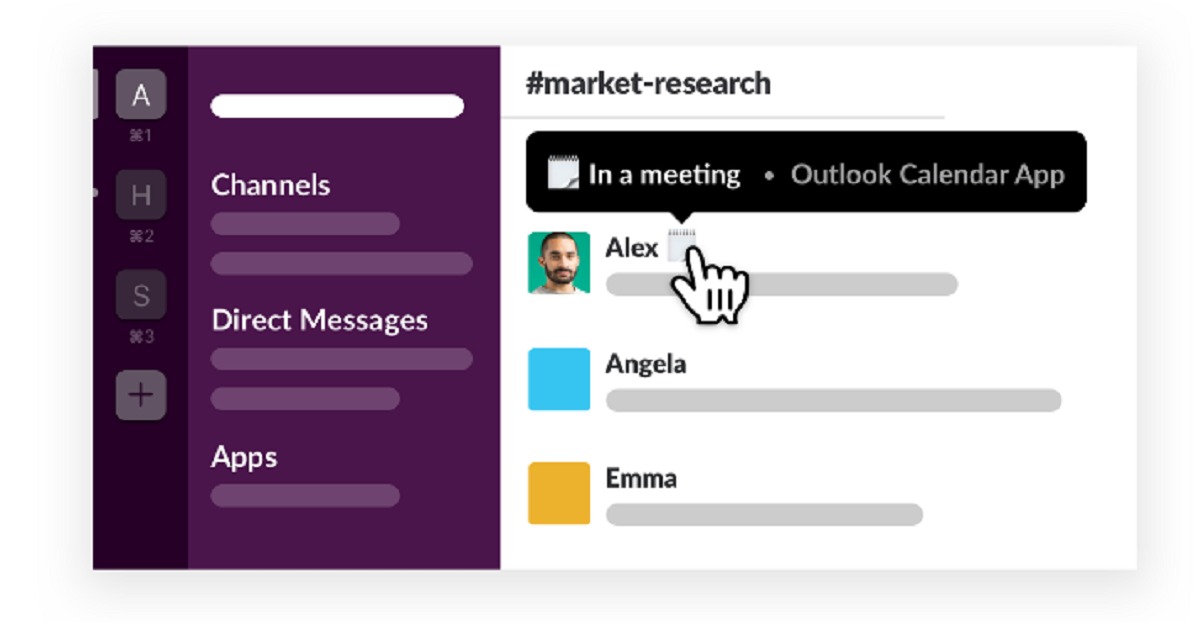 A
⌘1
H
⌘2
S
⌘3
+
Channels
Direct Messages
Apps
#market-research
In a meeting • Outlook Calendar App
Alex
Angela
Emma